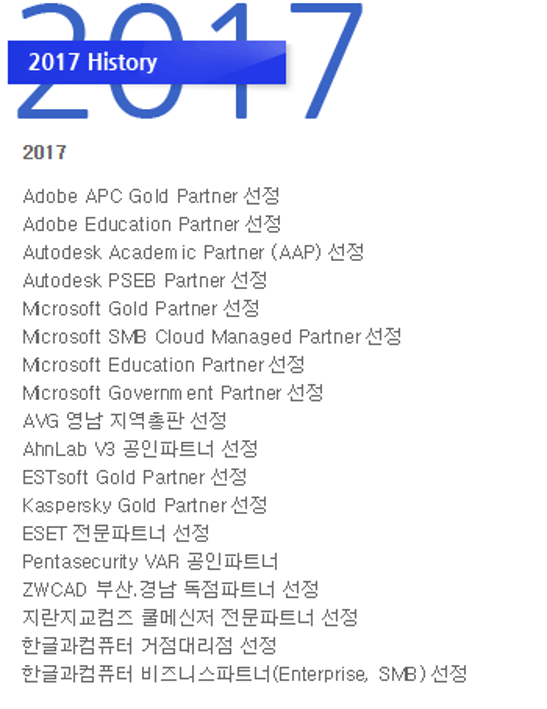 2017
2017 History
2017
Adobe APC Gold Partner 선정
Adobe Education Partner 선정
Autodesk Academic Partner (AAP) 선정
Autodesk PSEB Partner 선정
Microsoft Gold Partner 선정
Microsoft SMB Cloud Managed Partner 선정
Microsoft Education Partner 선정
Microsoft Government Partner 선정
AVG 영남 지역총판 선정
AhnLab V3 공인파트너 선정
ESTsoft Gold Partner 선정
Kaspersky Gold Partner 선정
ESET 전문파트너 선정
Pentasecurity VAR 공인파트너
ZWCAD 부산.경남 독점파트너 선정
지란지교컴즈 쿨메신저 전문파트너 선정
한글과컴퓨터 거점대리점 선정
한글과컴퓨터 비즈니스파트너(Enterprise, SMB) 선정